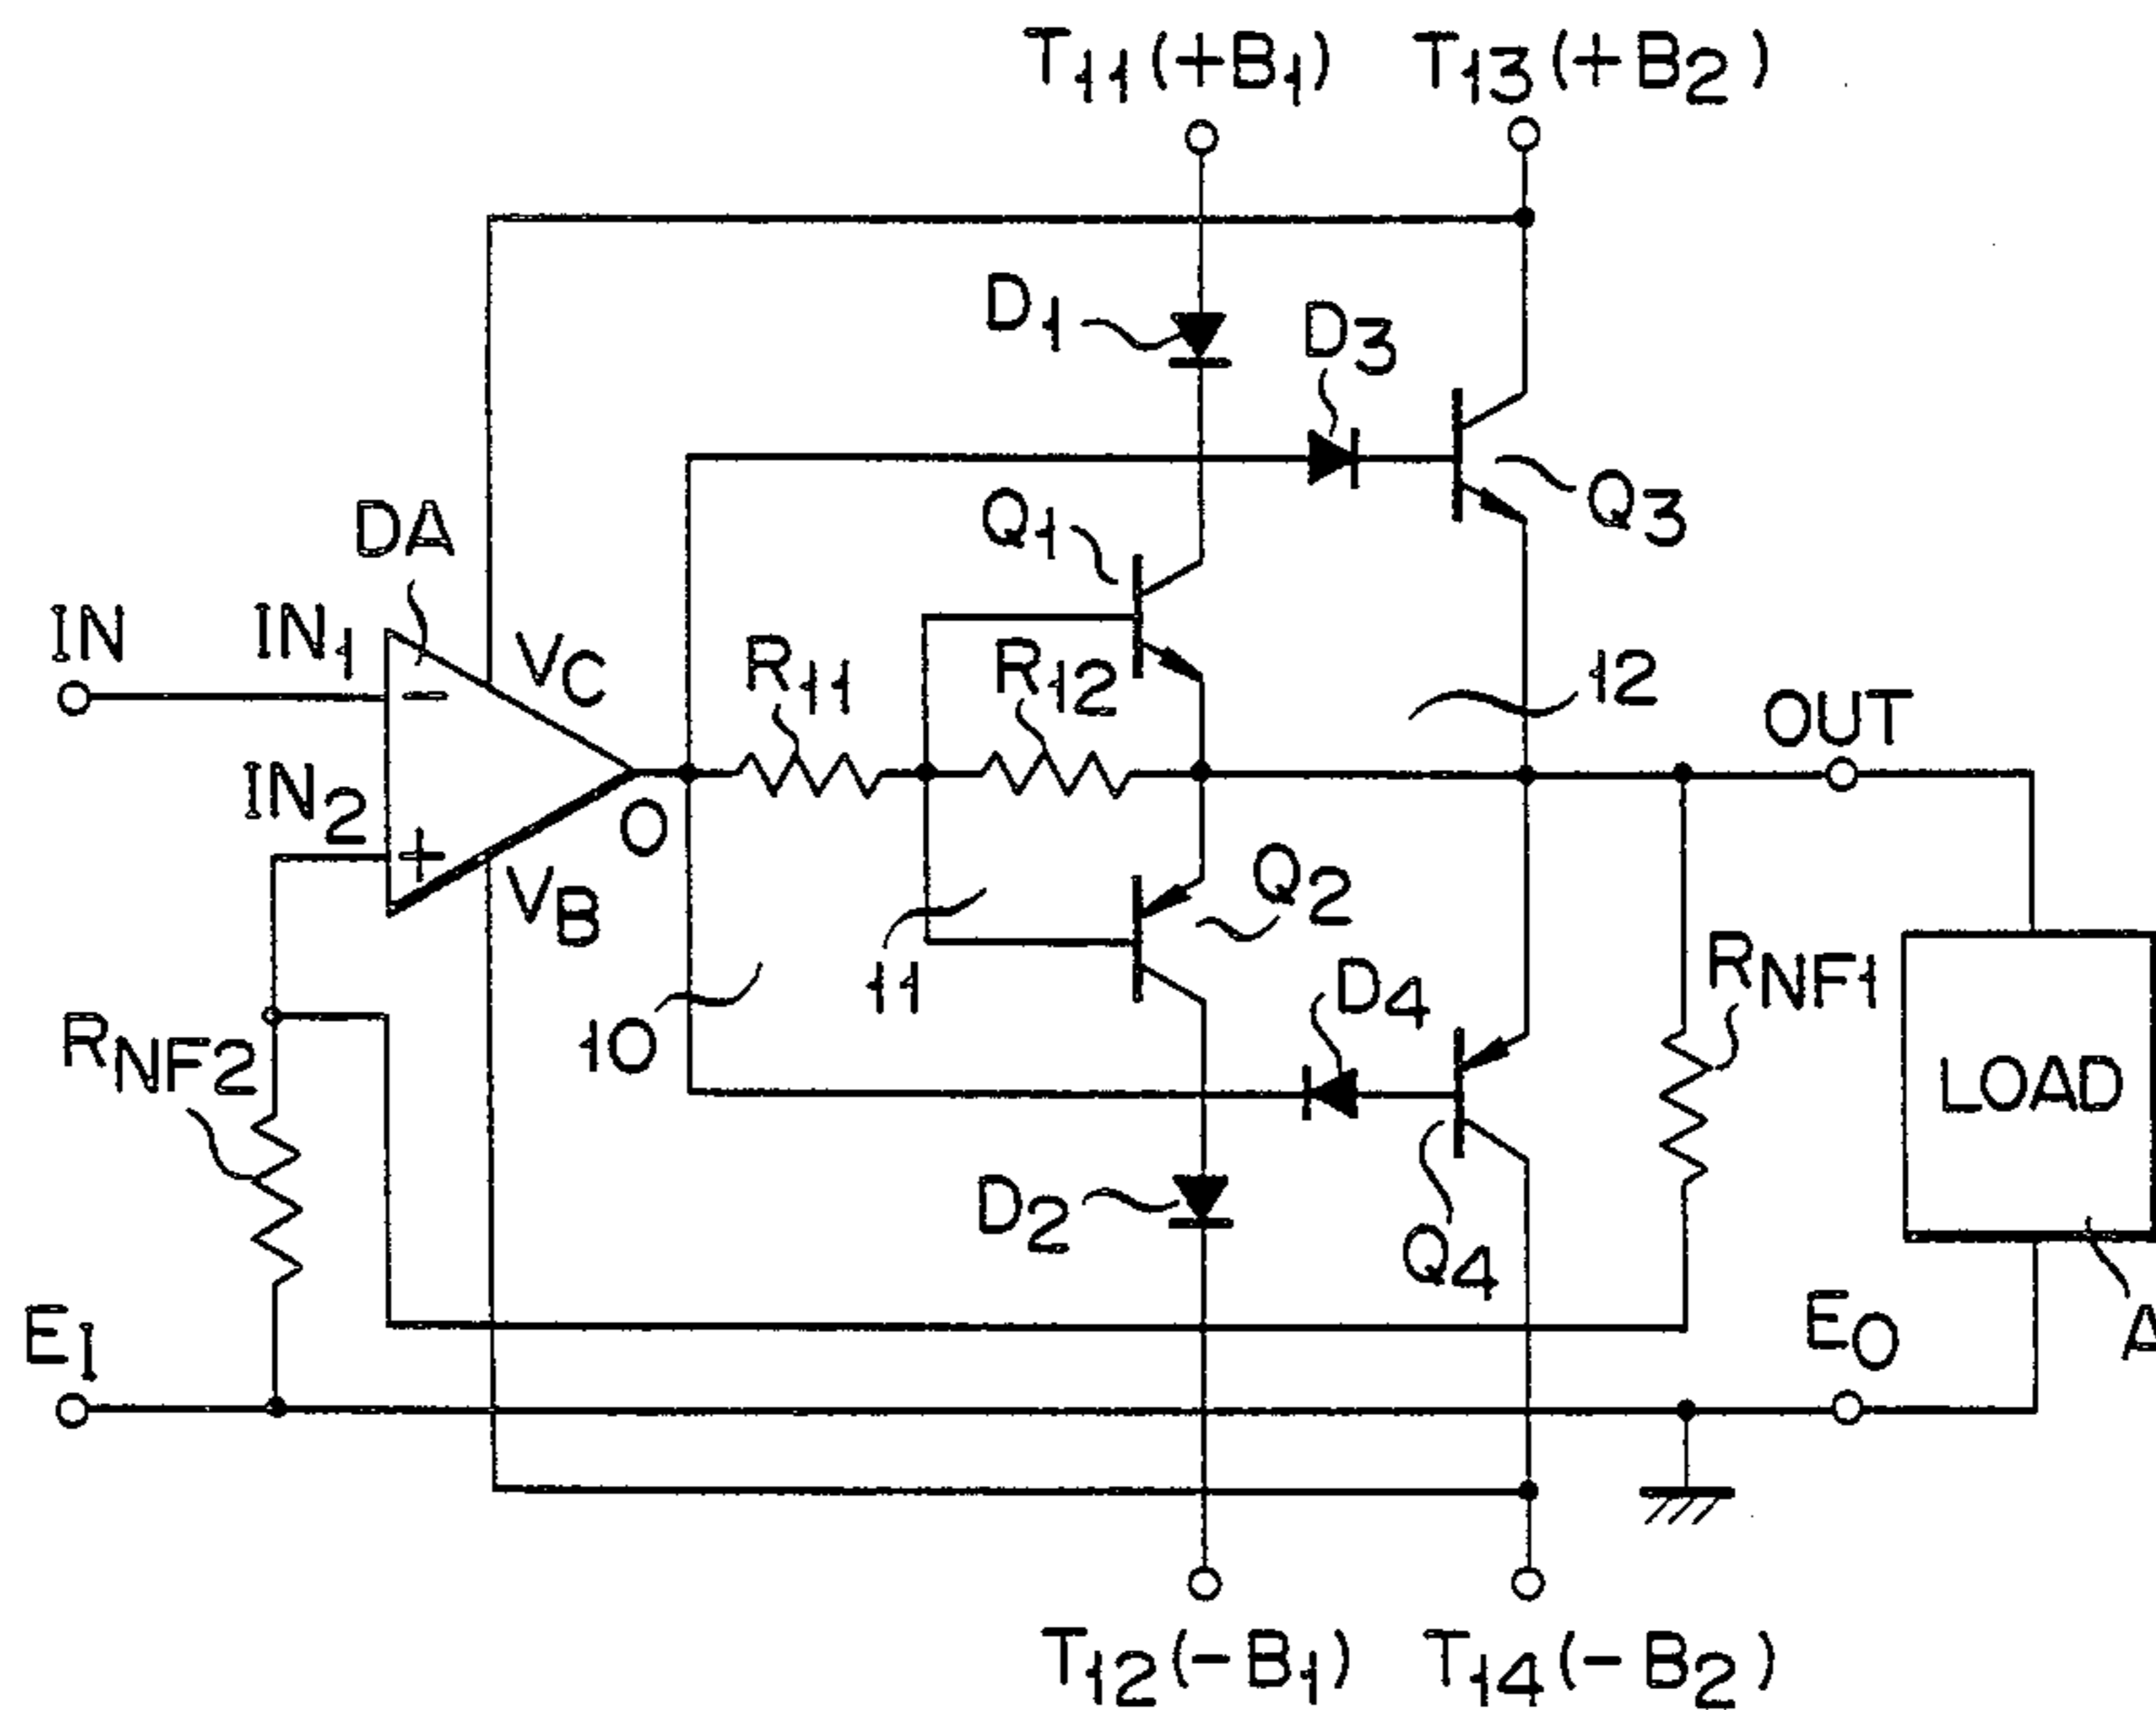 T11(+B1) T13(+B2)
D1
D3
Q1
Q3
DA
IN
IN1
VC
R11
R12
12
OUT
IN2
O
−
+
VB
Q2
11
10
D4
RNF1
RNF2
LOAD
D2
Q4
EI
EO
T12(−B1) T14(−B2)